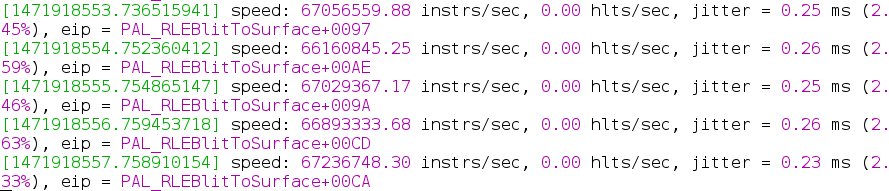 [1471918553.736515941] speed: 67056559.88 instrs/sec, 0.00 hlts/sec, jitter = 0.25 ms (2.
45%), eip = PAL_RLEBlitToSurface+0097
[1471918554.752360412] speed: 66160845.25 instrs/sec, 0.00 hlts/sec, jitter = 0.26 ms (2.
59%), eip = PAL_RLEBlitToSurface+00AE
[1471918555.754865147] speed: 67029367.17 instrs/sec, 0.00 hlts/sec, jitter = 0.25 ms (2.
46%), eip = PAL_RLEBlitToSurface+009A
[1471918556.759453718] speed: 66893333.68 instrs/sec, 0.00 hlts/sec, jitter = 0.26 ms (2.
63%), eip = PAL_RLEBlitToSurface+00CD
[1471918557.758910154] speed: 67236748.30 instrs/sec, 0.00 hlts/sec, jitter = 0.23 ms (2.
33%), eip = PAL_RLEBlitToSurface+00CA